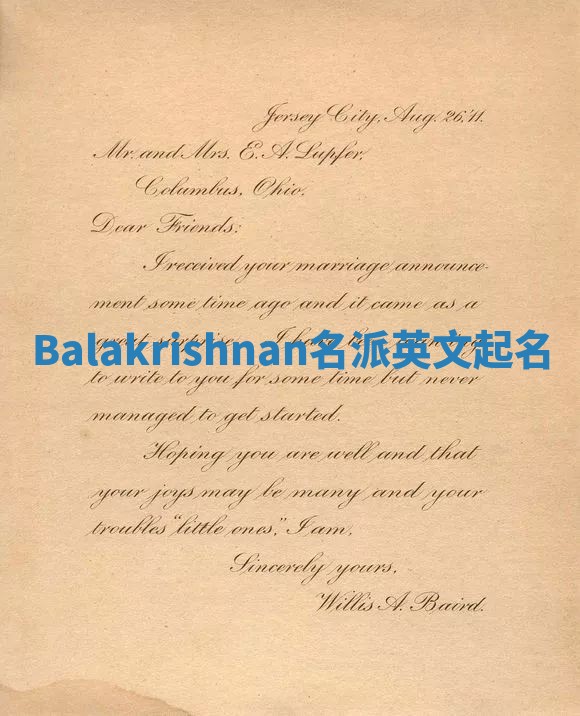 Jersey City, Aug. 26, '11.
Mr. and Mrs. E. A. Lupfer,
Columbus, Ohio.
Dear Friends:
I received your marriage announce-
ment some time ago and it came as a
great surprise. I have
Balakrishnan名派英文起名
to write to you for some time but never
managed to get started.
Hoping you are well and that
your joys may be many and your
troubles "little ones," I am,
Sincerely yours,
Willis A. Baird.